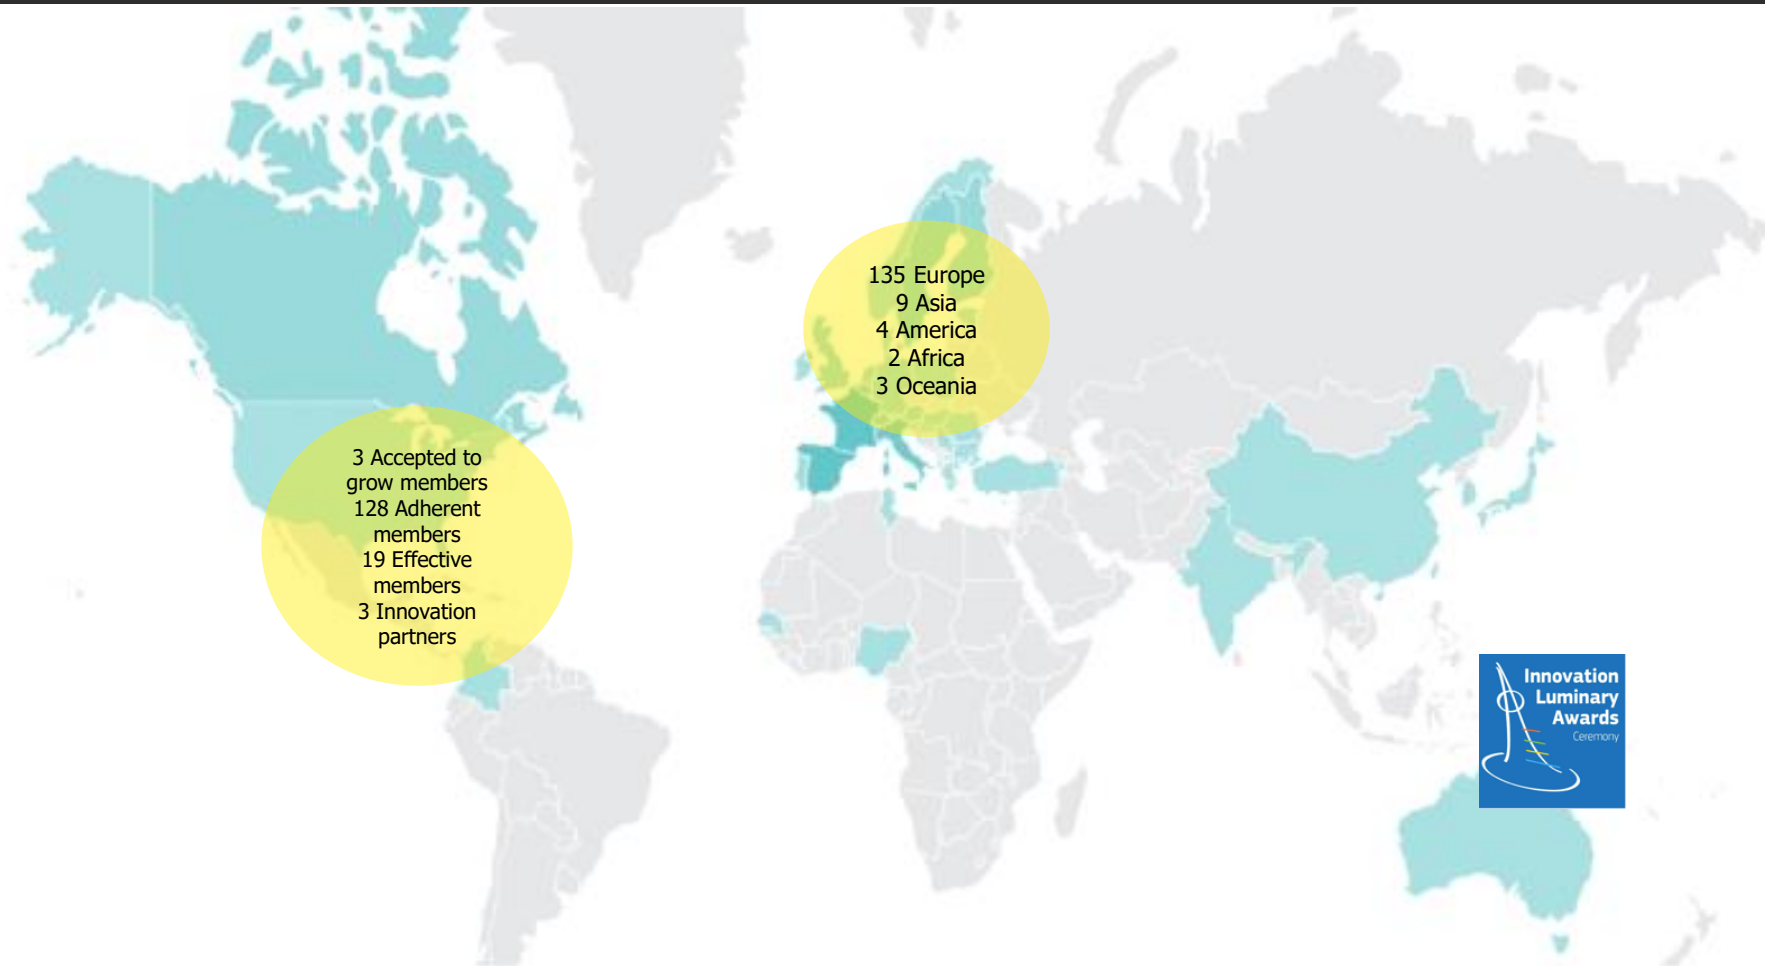 135 Europe
9 Asia
4 America
2 Africa
3 Oceania
3 Accepted to
grow members
128 Adherent
members
19 Effective
members
3 Innovation
partners
Innovation
Luminary
Awards
Ceremony